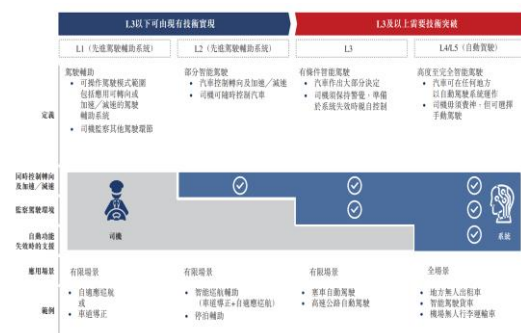 L3以下可由現有技術實現
L3及以上需要技術突破
L1（先進駕駛輔助系統）
L2（先進駕駛輔助系統）
L3
L4/L5（自動駕駛）
定義
駕駛輔助
• 可操作駕駛模式範圍
包括應用可轉向或
加速／減速的駕駛
輔助系統
• 司機監察其他駕駛環節
部分智能駕駛
• 汽車控制轉向及加速／減速
• 司機可隨時控制汽車
有條件智能駕駛
• 汽車作出大部分決定
• 司機須保持警覺，準備
於系統失效時親自控制
高度至完全智能駕駛
• 汽車可在任何地方
以自動駕駛系統運作
• 司機毋須費神，但可選擇
手動駕駛
同時控制轉向
及加速／減速
監察駕駛環境
自動功能
失效時的支援
司機
系統
應用場景
有限場景
有限場景
有限場景
全場景
範例
• 自適應巡航
或
• 車道導正
• 智能巡航輔助
（車道導正+自適應巡航）
• 停泊輔助
• 塞車自動駕駛
• 高速公路自動駕駛
• 地方無人出租車
• 智能駕駛貨車
• 機場無人行李運輸車